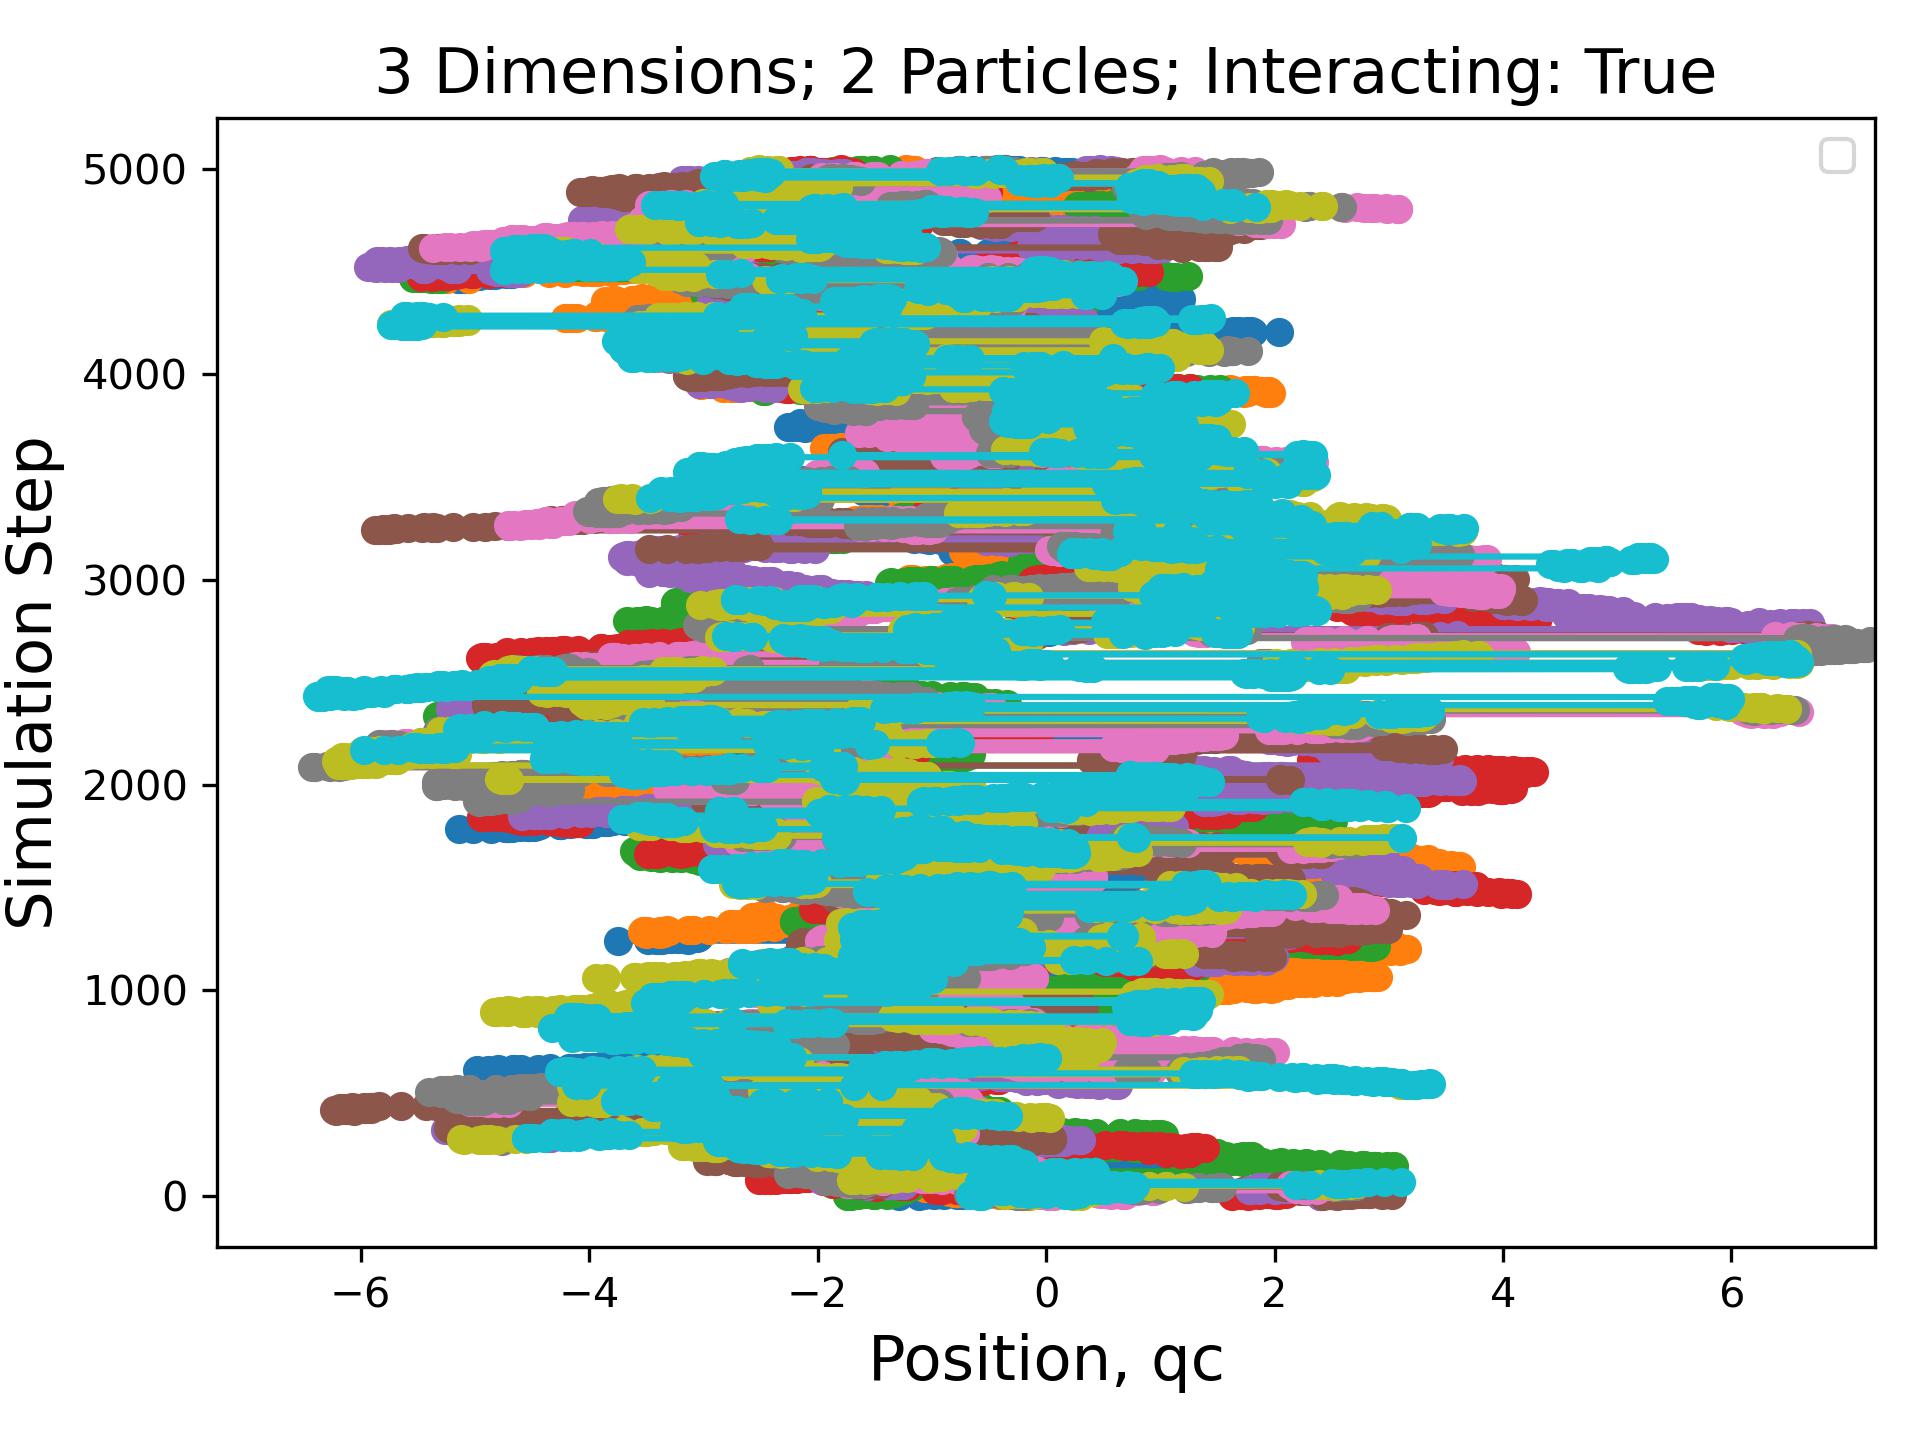 3 Dimensions; 2 Particles; Interacting: True
5000
4000
3000
2000
1000
0
Simulation Step
−6 −4 −2 0 2 4 6
Position, qc